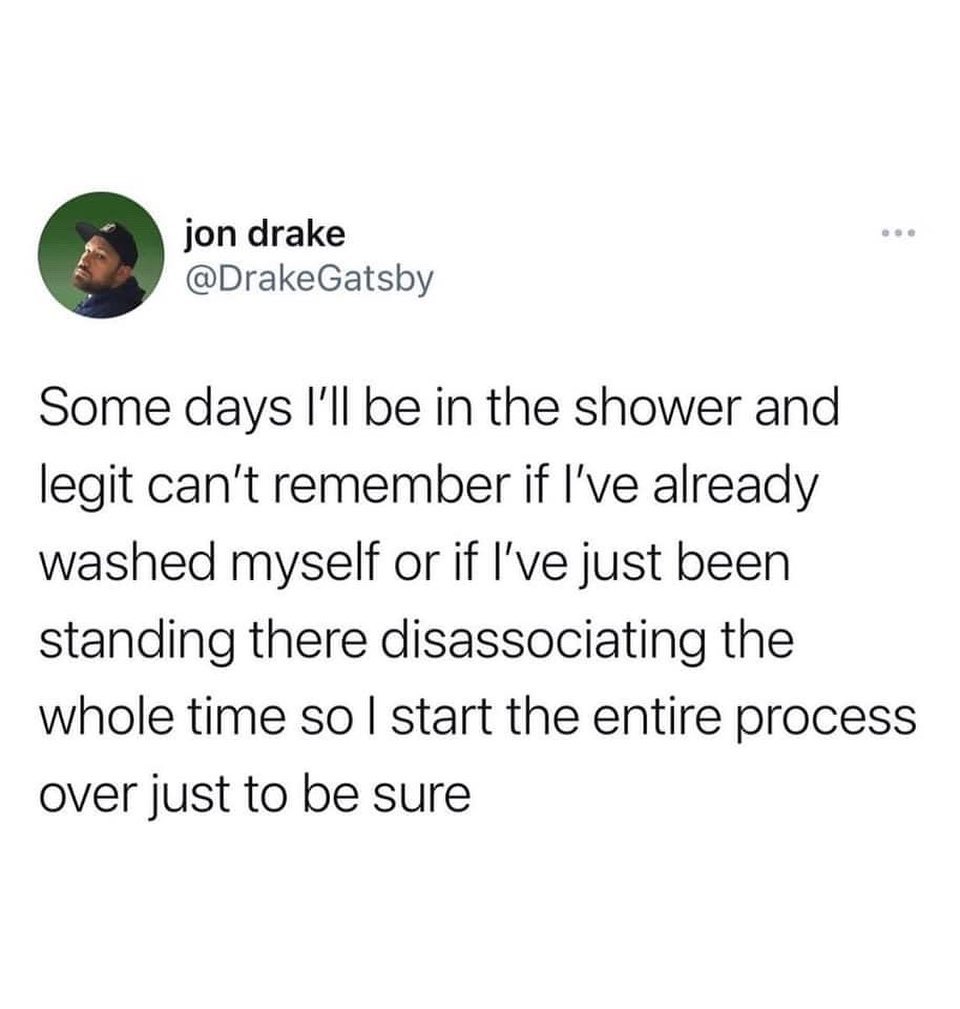 jon drake
@DrakeGatsby
Some days I’ll be in the shower and
legit can’t remember if I’ve already
washed myself or if I’ve just been
standing there disassociating the
whole time so I start the entire process
over just to be sure